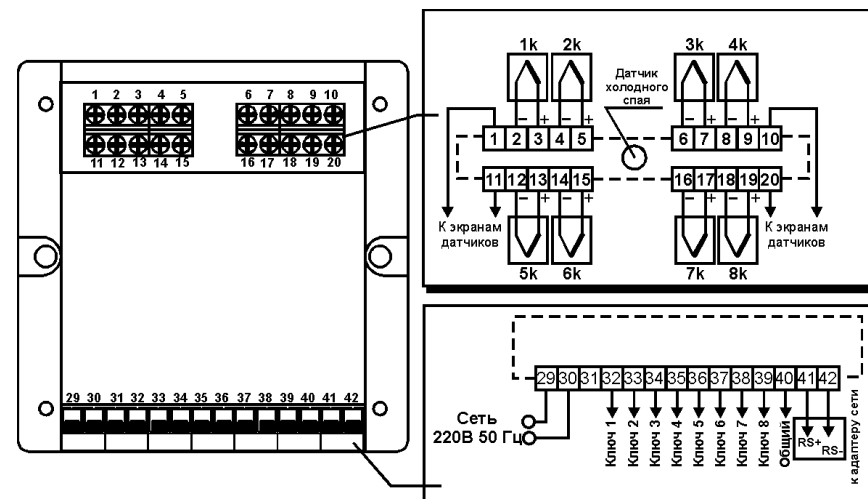 1 2 3 4 5
6 7 8 9 10
11 12 13 14 15
16 17 18 19 20
29 30 31 32 33 34 35 36 37 38 39 40 41 42
1k 2k 3k 4k
Датчик
холодного
спая
− + − + − + − +
1 2 3 4 5 6 7 8 9 10
11 12 13 14 15 16 17 18 19 20
− + − + − + − +
К экранам
датчиков
К экранам
датчиков
5k 6k 7k 8k
29 30 31 32 33 34 35 36 37 38 39 40 41 42
Сеть
220В 50 Гц
Ключ 1
Ключ 2
Ключ 3
Ключ 4
Ключ 5
Ключ 6
Ключ 7
Ключ 8
Общий
RS+
RS-
к адаптеру сети